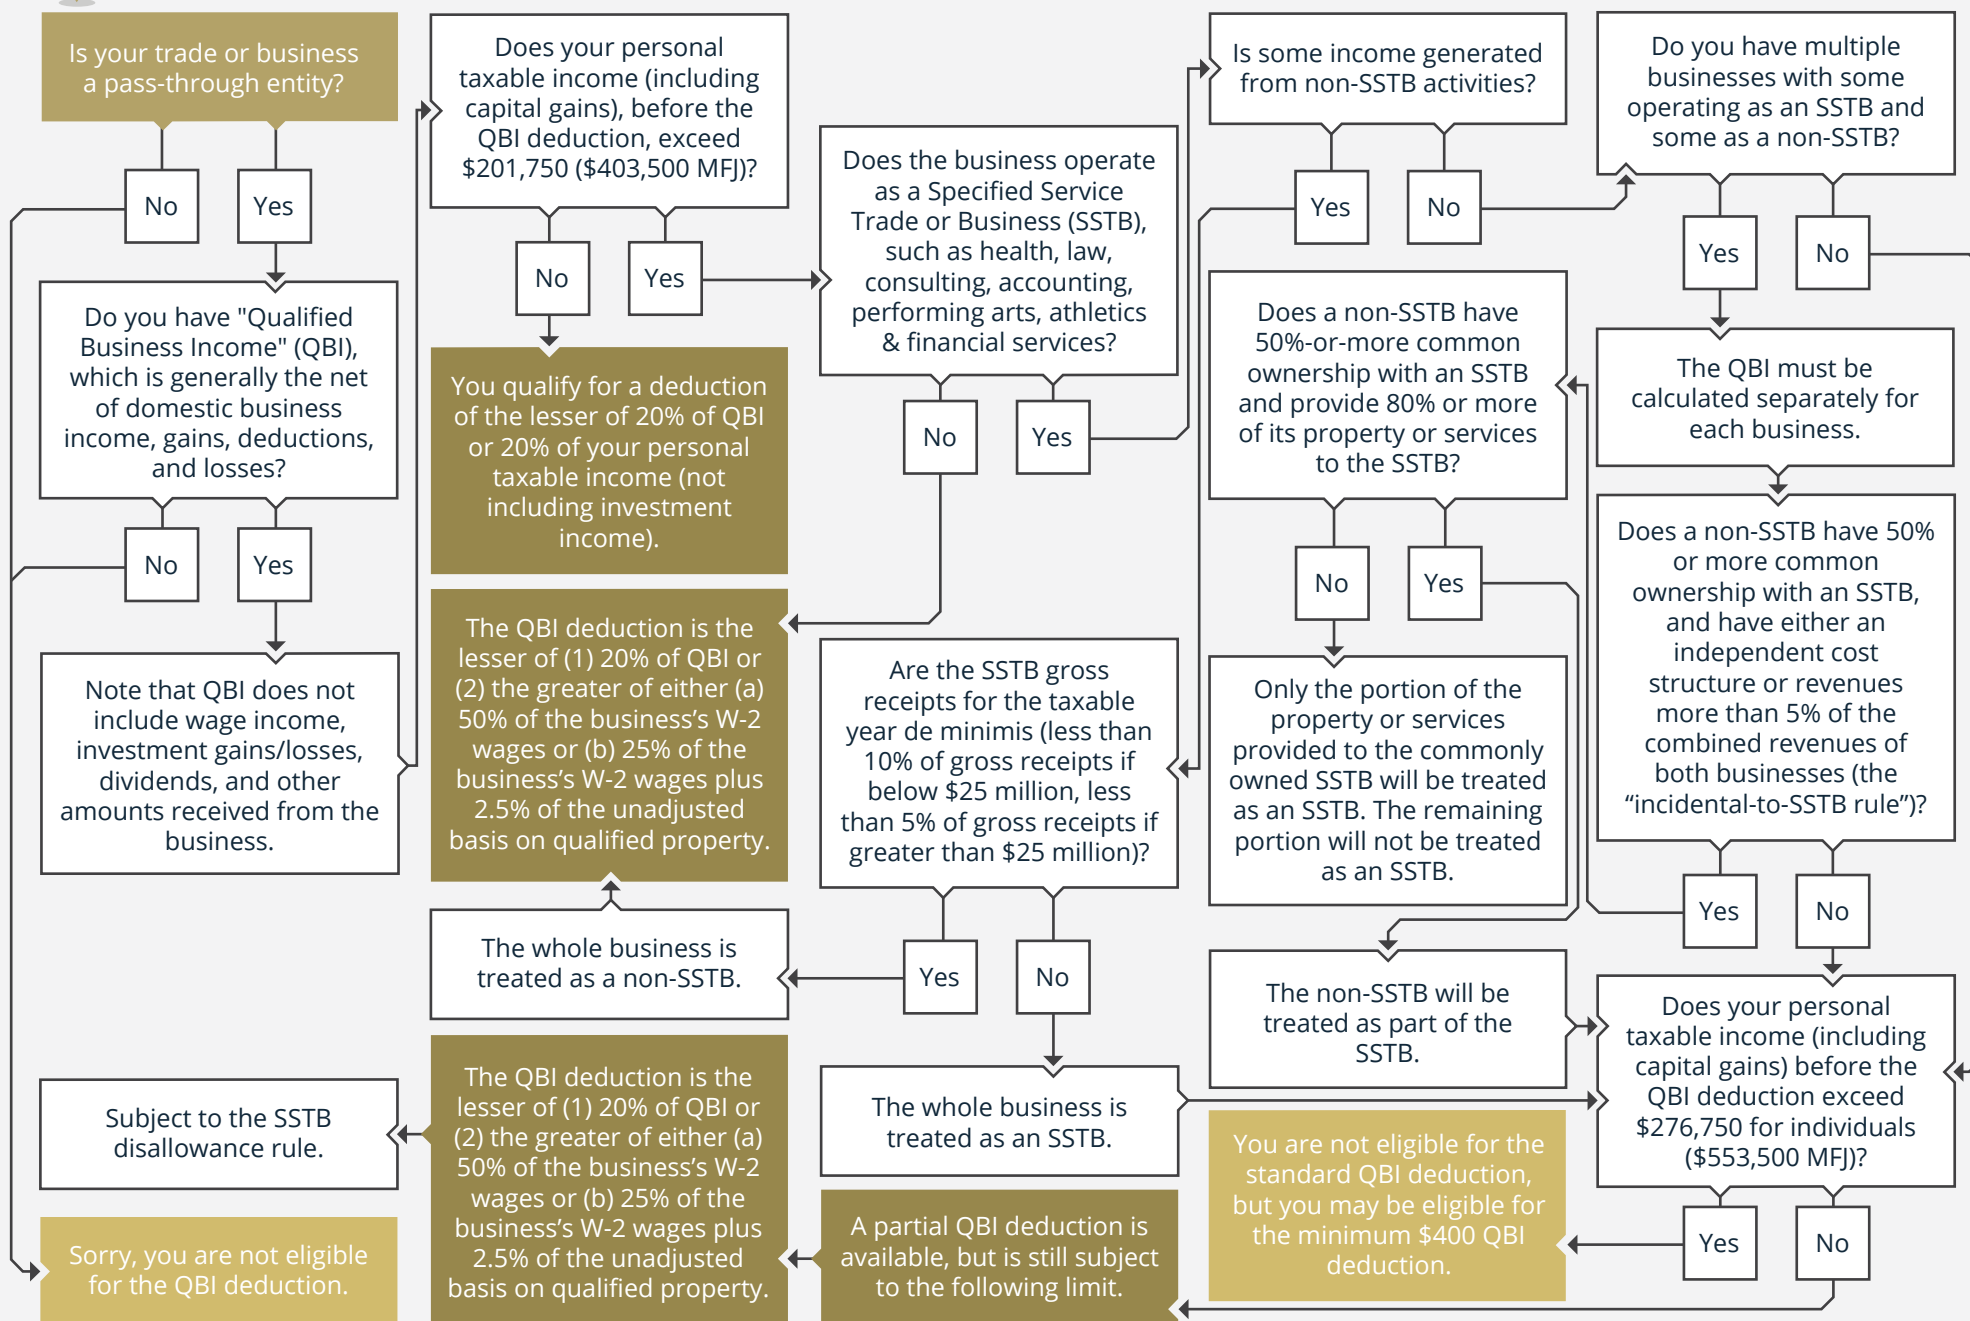 Is your trade or business
a pass-through entity?
No
Yes
Do you have "Qualified
Business Income" (QBI),
which is generally the net
of domestic business
income, gains, deductions,
and losses?
No
Yes
Note that QBI does not
include wage income,
investment gains/losses,
dividends, and other
amounts received from the
business.
Subject to the SSTB
disallowance rule.
Sorry, you are not eligible
for the QBI deduction.
Does your personal
taxable income (including
capital gains), before the
QBI deduction, exceed
$201,750 ($403,500 MFJ)?
No
Yes
You qualify for a deduction
of the lesser of 20% of QBI
or 20% of your personal
taxable income (not
including investment
income).
The QBI deduction is the
lesser of (1) 20% of QBI or
(2) the greater of either (a)
50% of the business’s W-2
wages or (b) 25% of the
business’s W-2 wages plus
2.5% of the unadjusted
basis on qualified property.
The whole business is
treated as a non-SSTB.
The QBI deduction is the
lesser of (1) 20% of QBI or
(2) the greater of either (a)
50% of the business’s W-2
wages or (b) 25% of the
business’s W-2 wages plus
2.5% of the unadjusted
basis on qualified property.
Does the business operate
as a Specified Service
Trade or Business (SSTB),
such as health, law,
consulting, accounting,
performing arts, athletics
& financial services?
No
Yes
Are the SSTB gross
receipts for the taxable
year de minimis (less than
10% of gross receipts if
below $25 million, less
than 5% of gross receipts if
greater than $25 million)?
Yes
No
The whole business is
treated as an SSTB.
A partial QBI deduction is
available, but is still subject
to the following limit.
Is some income generated
from non-SSTB activities?
Yes
No
Does a non-SSTB have
50%-or-more common
ownership with an SSTB
and provide 80% or more
of its property or services
to the SSTB?
No
Yes
Only the portion of the
property or services
provided to the commonly
owned SSTB will be treated
as an SSTB. The remaining
portion will not be treated
as an SSTB.
The non-SSTB will be
treated as part of the
SSTB.
You are not eligible for the
standard QBI deduction,
but you may be eligible for
the minimum $400 QBI
deduction.
Do you have multiple
businesses with some
operating as an SSTB and
some as a non-SSTB?
Yes
No
The QBI must be
calculated separately for
each business.
Does a non-SSTB have 50%
or more common
ownership with an SSTB,
and have either an
independent cost
structure or revenues
more than 5% of the
combined revenues of
both businesses (the
“incidental-to-SSTB rule”)?
Yes
No
Does your personal
taxable income (including
capital gains) before the
QBI deduction exceed
$276,750 for individuals
($553,500 MFJ)?
Yes
No